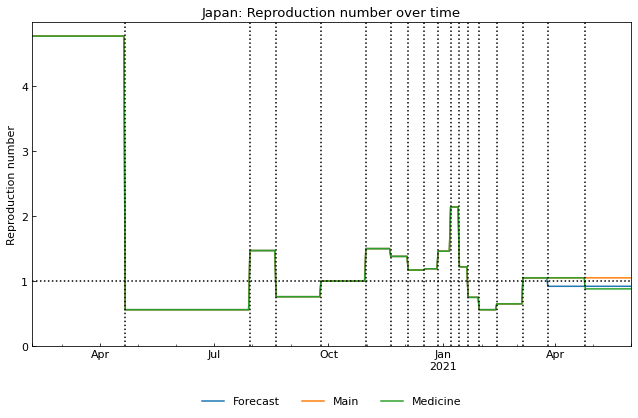 Japan: Reproduction number over time
Reproduction number
4
3
2
1
0
Apr Jul Oct Jan Apr
2021
Forecast Main Medicine